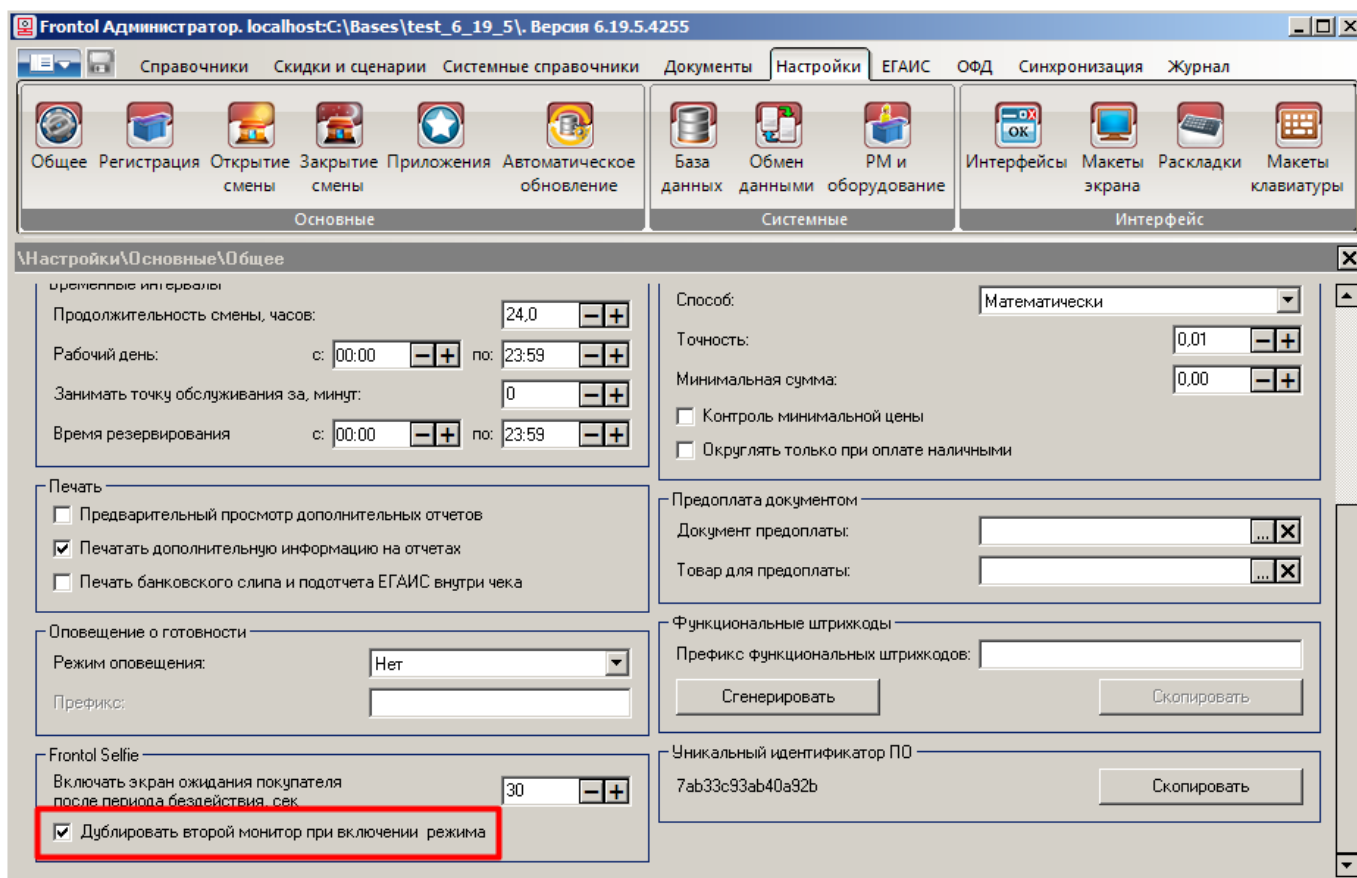 Frontol Администратор. localhost:C:\Bases\test_6_19_5\. Версия 6.19.5.4255
Справочники Скидки и сценарии Системные справочники Документы Настройки ЕГАИС ОФД Синхронизация Журнал
Общее Регистрация Открытие смены Закрытие смены Приложения Автоматическое обновление
Основные
База данных Обмен данными РМ и оборудование
Системные
OK
Интерфейсы Макеты экрана Раскладки Макеты клавиатуры
Интерфейс
\Настройки\Основные\Общее
Временные интервалы
Продолжительность смены, часов: 24,0
Рабочий день: с: 00:00 по: 23:59
Занимать точку обслуживания за, минут: 0
Время резервирования с: 00:00 по: 23:59
Печать
Предварительный просмотр дополнительных отчетов
Печатать дополнительную информацию на отчетах
Печать банковского слипа и подотчета ЕГАИС внутри чека
Оповещение о готовности
Режим оповещения: Нет
Префикс:
Frontol Selfie
Включать экран ожидания покупателя
после периода бездействия, сек 30
Дублировать второй монитор при включении режима
Способ: Математически
Точность: 0,01
Минимальная сумма: 0,00
Контроль минимальной цены
Округлять только при оплате наличными
Предоплата документом
Документ предоплаты: ...
Товар для предоплаты: ...
Функциональные штрихкоды
Префикс функциональных штрихкодов:
Сгенерировать Скопировать
Уникальный идентификатор ПО
7ab33c93ab40a92b Скопировать